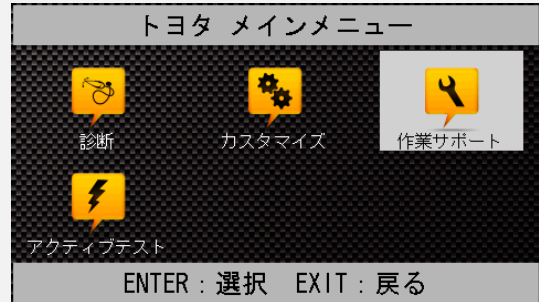 トヨタ メインメニュー
診断
カスタマイズ
作業サポート
アクティブテスト
ENTER：選択 EXIT：戻る